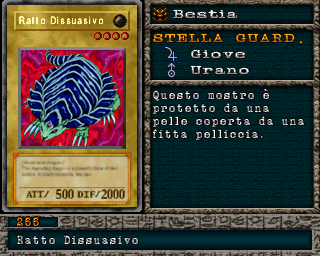 Ratto Dissuasivo
ATT/ 500 DIF/2000
Bestia
STELLA GUARD.
Giove
Urano
Questo mostro è
protetto da una
pelle coperta da una
fitta pelliccia.
255
Ratto Dissuasivo